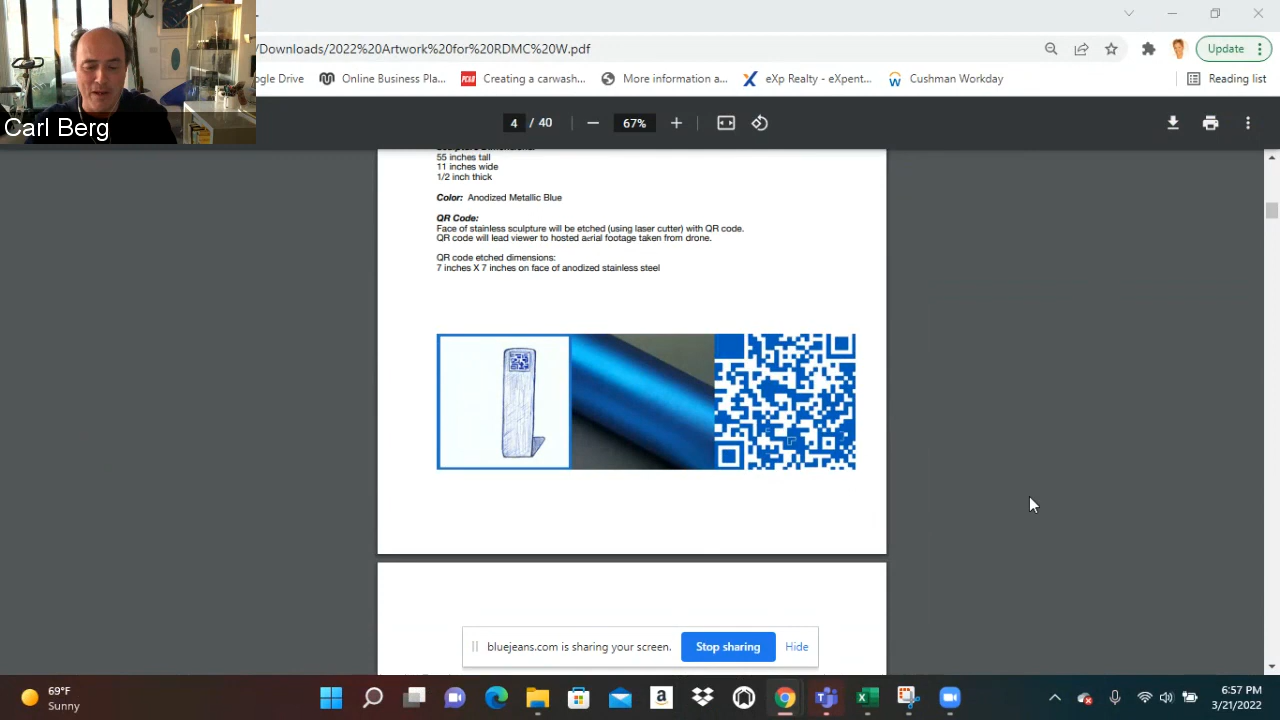 /Downloads/2022%20Artwork%20for%20RDMC%20W.pdf
Update
ogle Drive
Online Business Pla...
Creating a carwash...
More information a...
eXp Realty - eXpent...
Cushman Workday
Reading list
Carl Berg
4 / 40
67%
Sculpture Dimensions:
55 inches tall
11 inches wide
1/2 inch thick
Color: Anodized Metallic Blue
QR Code:
Face of stainless sculpture will be etched (using laser cutter) with QR code.
QR code will lead viewer to hosted aerial footage taken from drone.
QR code etched dimensions:
7 inches X 7 inches on face of anodized stainless steel
bluejeans.com is sharing your screen.
Stop sharing
Hide
69°F
Sunny
6:57 PM
3/21/2022